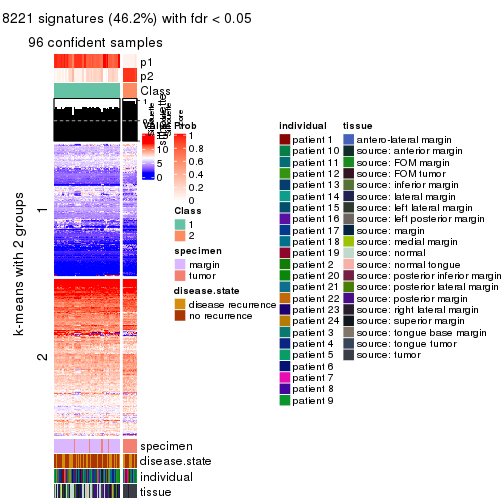 8221 signatures (46.2%) with fdr < 0.05
96 confident samples
p1
p2
Class
1
2
k-means with 2 groups
specimen
disease.state
individual
tissue
15
10
5
0
Prob
1
0.8
0.6
0.4
0.2
0
Class
1
2
specimen
margin
tumor
disease.state
disease recurrence
no recurrence
individual
patient 1
patient 10
patient 11
patient 12
patient 13
patient 14
patient 15
patient 16
patient 17
patient 18
patient 19
patient 2
patient 20
patient 21
patient 22
patient 23
patient 24
patient 3
patient 4
patient 5
patient 6
patient 7
patient 8
patient 9
tissue
antero-lateral margin
source: anterior margin
source: FOM margin
source: FOM tumor
source: inferior margin
source: lateral margin
source: left lateral margin
source: left posterior margin
source: margin
source: medial margin
source: normal
source: normal tongue
source: posterior inferior margin
source: posterior lateral margin
source: posterior margin
source: right lateral margin
source: superior margin
source: tongue base margin
source: tongue tumor
source: tumor